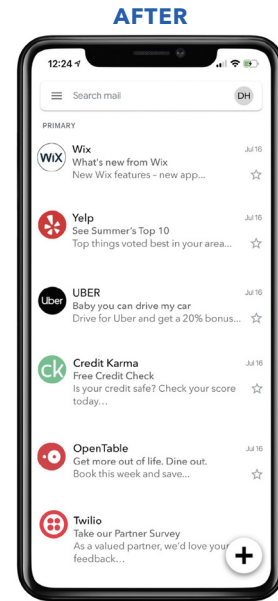 AFTER
12:24
Search mail
DH
PRIMARY
WiX
Wix
Jul 16
What's new from Wix
New Wix features - new app...
Yelp
Jul 16
See Summer's Top 10
Top things voted best in your area...
Uber
UBER
Jul 16
Baby you can drive my car
Drive for Uber and get a 20% bonus...
ck
Credit Karma
Jul 16
Free Credit Check
Is your credit safe? Check your score
today...
OpenTable
Jul 16
Get more out of life. Dine out.
Book this week and save...
Twilio
Take our Partner Survey
As a valued partner, we'd love your
feedback...